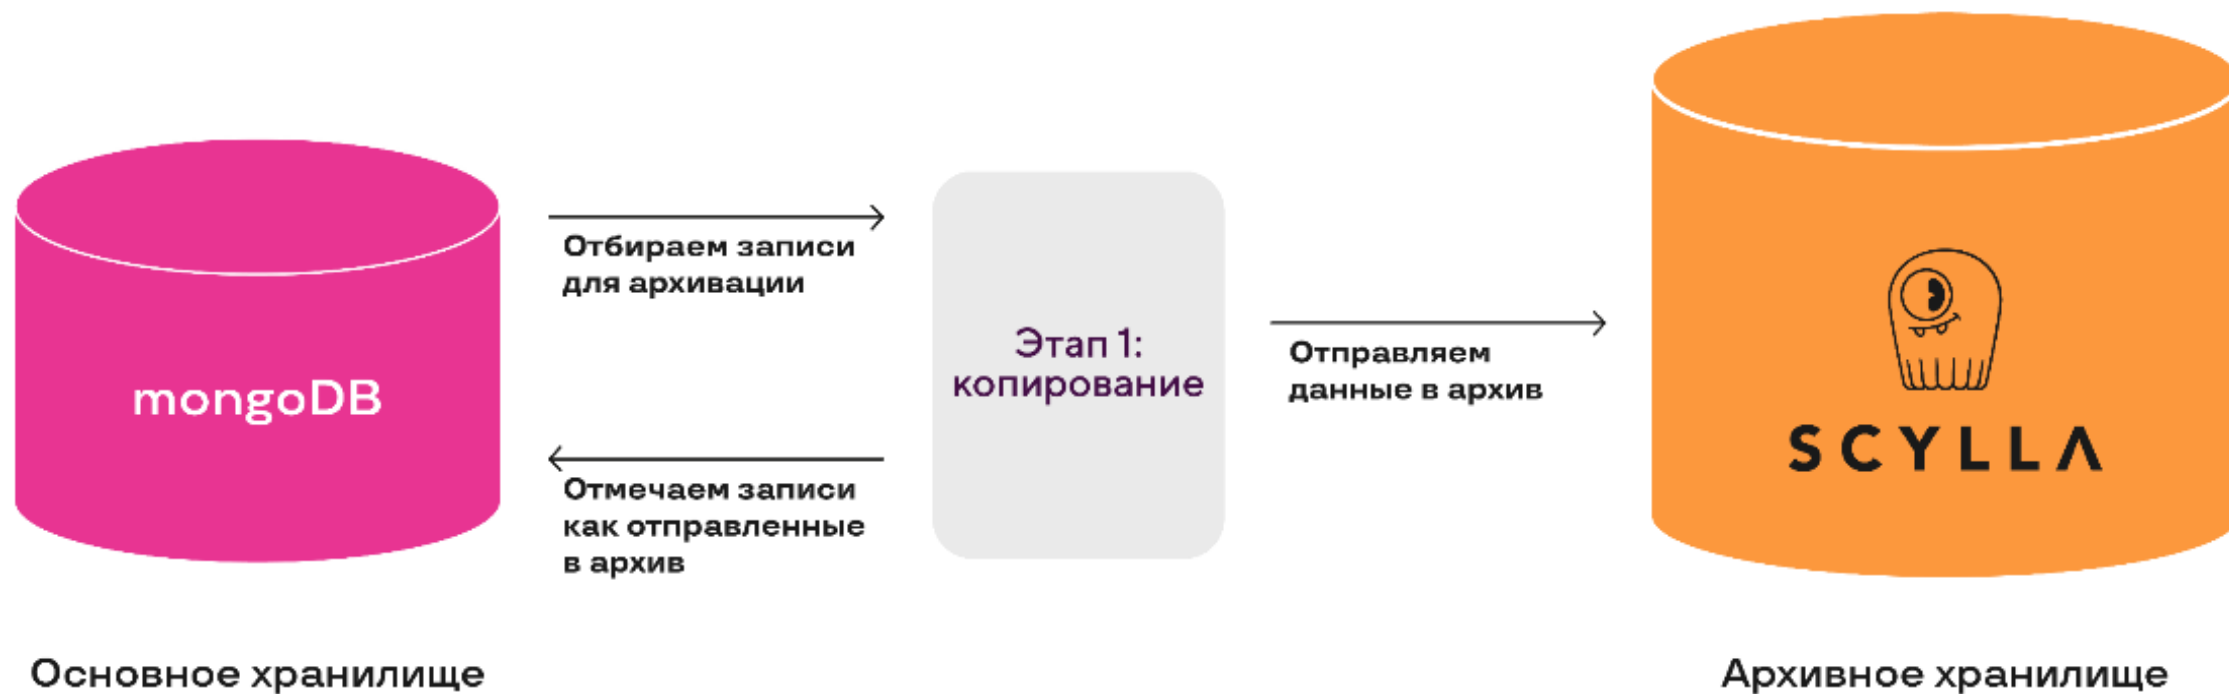 mongoDB
Отбираем записи
для архивации
Отмечаем записи
как отправленные
в архив
Этап 1:
копирование
Отправляем
данные в архив
SCYLLA
Основное хранилище
Архивное хранилище